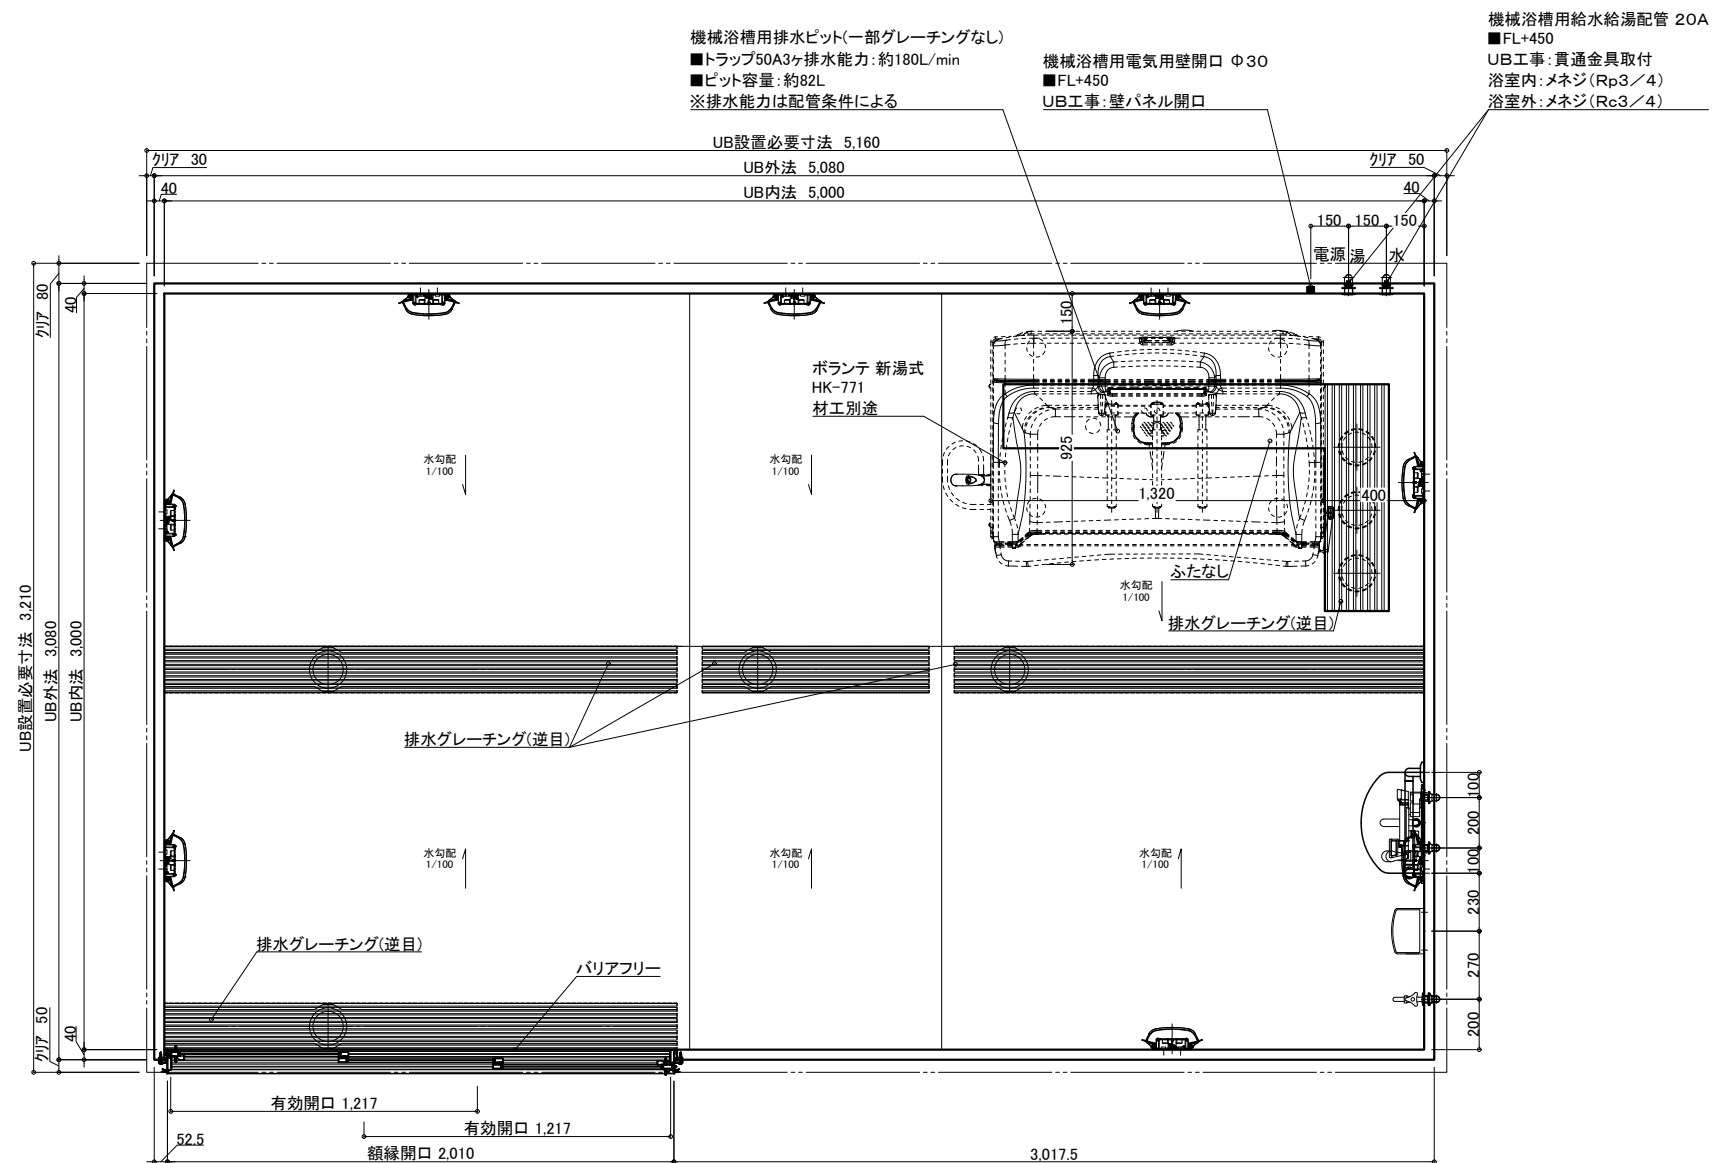 機械浴槽用排水ピット(一部グレーチングなし)
■トラップ50A3ヶ排水能力:約180L/min
■ピット容量:約82L
※排水能力は配管条件による
機械浴槽用電気用壁開口 Φ30
■FL+450
UB工事:壁パネル開口
機械浴槽用給水給湯配管 20A
■FL+450
UB工事:貫通金具取付
浴室内:メネジ(Rp3/4)
浴室外:メネジ(Rc3/4)
UB設置必要寸法 5,160
クリア 30
UB外法 5,080
クリア 50
40
UB内法 5,000
40
150
150
150
電源
湯
水
クリア 80
40
150
ボランテ 新湯式
HK-771
材工別途
925
水勾配
1/100
水勾配
1/100
1,320
400
ふたなし
水勾配
1/100
排水グレーチング(逆目)
UB設置必要寸法 3,210
UB外法 3,080
UB内法 3,000
排水グレーチング(逆目)
100
200
100
230
270
200
水勾配
1/100
水勾配
1/100
水勾配
1/100
排水グレーチング(逆目)
バリアフリー
クリア 50
40
有効開口 1,217
有効開口 1,217
52.5
額縁開口 2,010
3,017.5